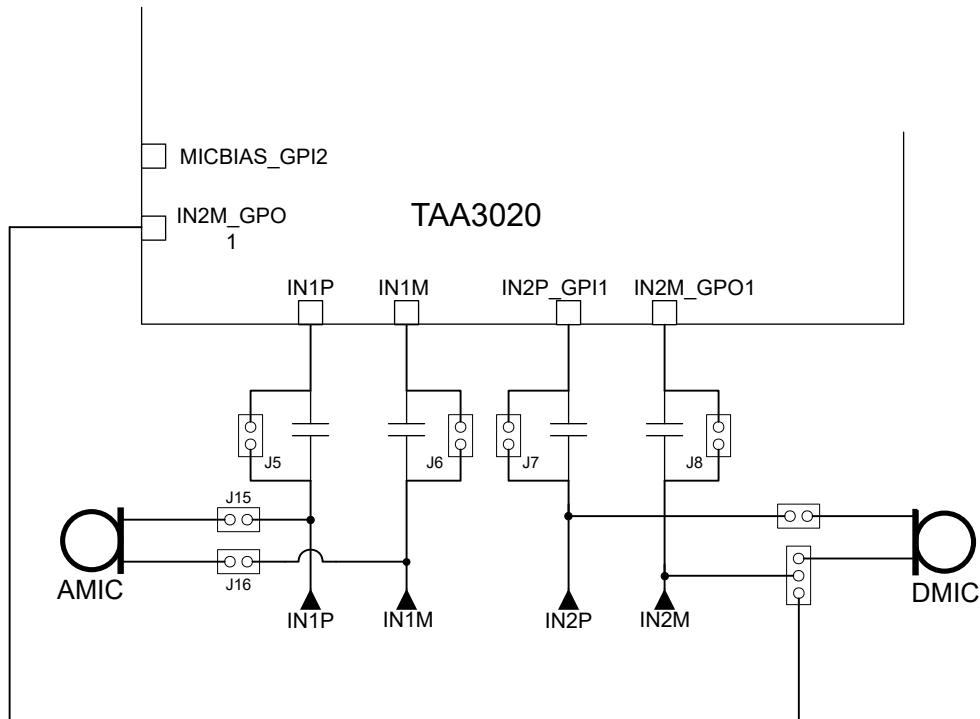 MICBIAS_GPI2
IN2M_GPO
1
TAA3020
IN1P
IN1M
IN2P_GPI1
IN2M_GPO1
J5
J6
J7
J8
J15
J16
AMIC
DMIC
IN1P
IN1M
IN2P
IN2M